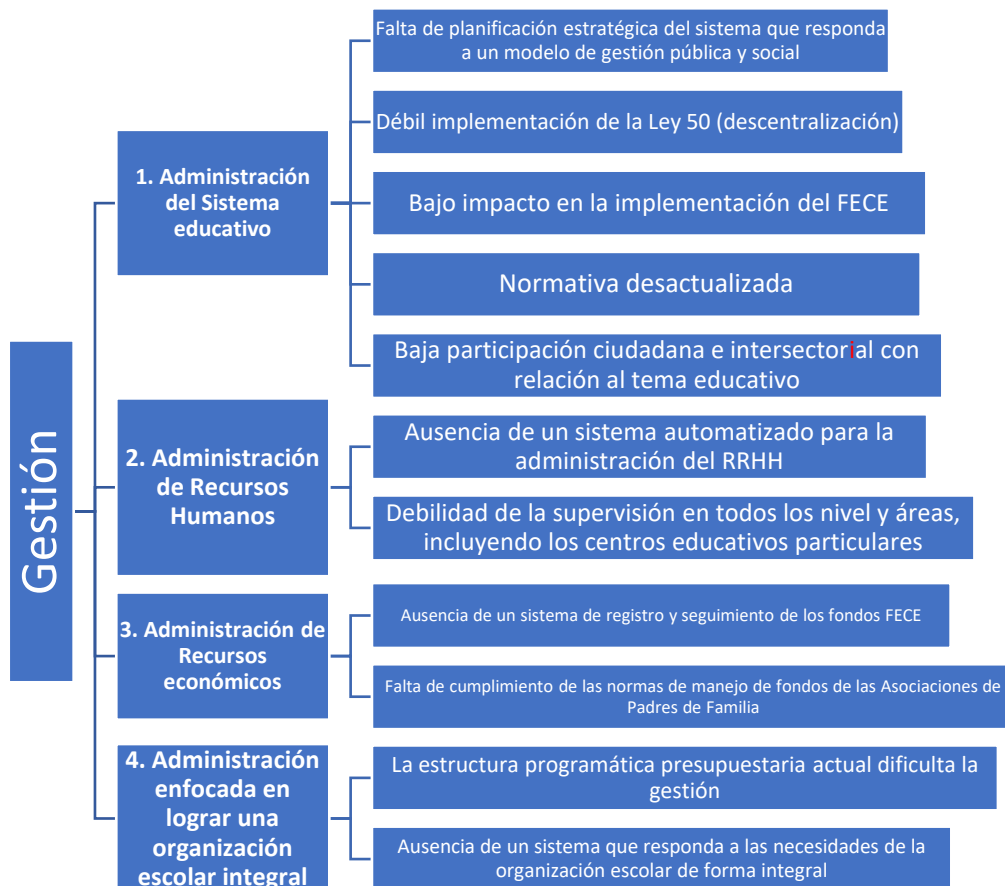 Gestión
1. Administración
del Sistema
educativo
Falta de planificación estratégica del sistema que responda
a un modelo de gestión pública y social
Débil implementación de la Ley 50 (descentralización)
Bajo impacto en la implementación del FECE
Normativa desactualizada
Baja participación ciudadana e intersectorial con
relación al tema educativo
2. Administración
de Recursos
Humanos
Ausencia de un sistema automatizado para la
administración del RRHH
Debilidad de la supervisión en todos los nivel y áreas,
incluyendo los centros educativos particulares
3. Administración de
Recursos
económicos
Ausencia de un sistema de registro y seguimiento de los fondos FECE
Falta de cumplimiento de las normas de manejo de fondos de las Asociaciones de
Padres de Familia
4. Administración
enfocada en
lograr una
organización
escolar integral
La estructura programática presupuestaria actual dificulta la
gestión
Ausencia de un sistema que responda a las necesidades de la
organización escolar de forma integral